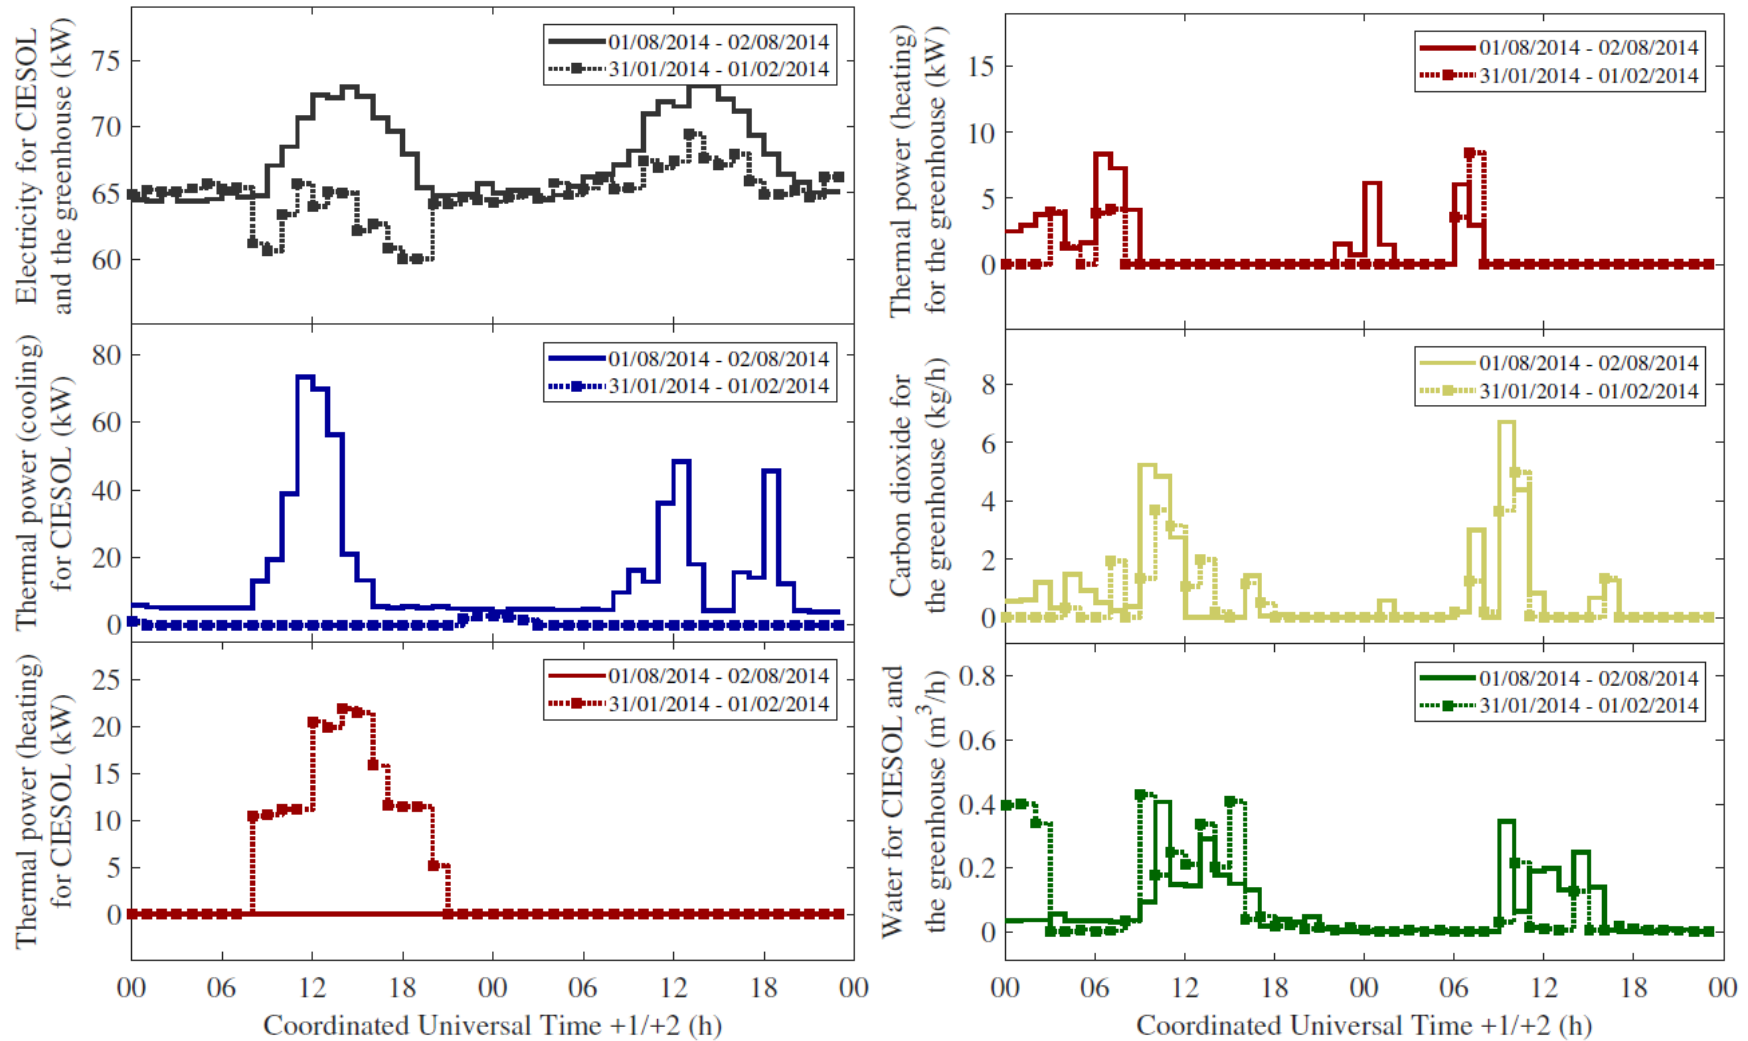 Electricity for CIESOL
and the greenhouse (kW)
75
70
65
60
01/08/2014 - 02/08/2014
31/01/2014 - 01/02/2014
Thermal power (cooling)
for CIESOL (kW)
80
60
40
20
0
01/08/2014 - 02/08/2014
31/01/2014 - 01/02/2014
Thermal power (heating)
for CIESOL (kW)
25
20
15
10
5
0
01/08/2014 - 02/08/2014
31/01/2014 - 01/02/2014
00 06 12 18 00 06 12 18 00
Coordinated Universal Time +1/+2 (h)
Thermal power (heating)
for the greenhouse (kW)
15
10
5
0
01/08/2014 - 02/08/2014
31/01/2014 - 01/02/2014
Carbon dioxide for
the greenhouse (kg/h)
8
6
4
2
0
01/08/2014 - 02/08/2014
31/01/2014 - 01/02/2014
Water for CIESOL and
the greenhouse (m³/h)
0.8
0.6
0.4
0.2
0
01/08/2014 - 02/08/2014
31/01/2014 - 01/02/2014
00 06 12 18 00 06 12 18 00
Coordinated Universal Time +1/+2 (h)